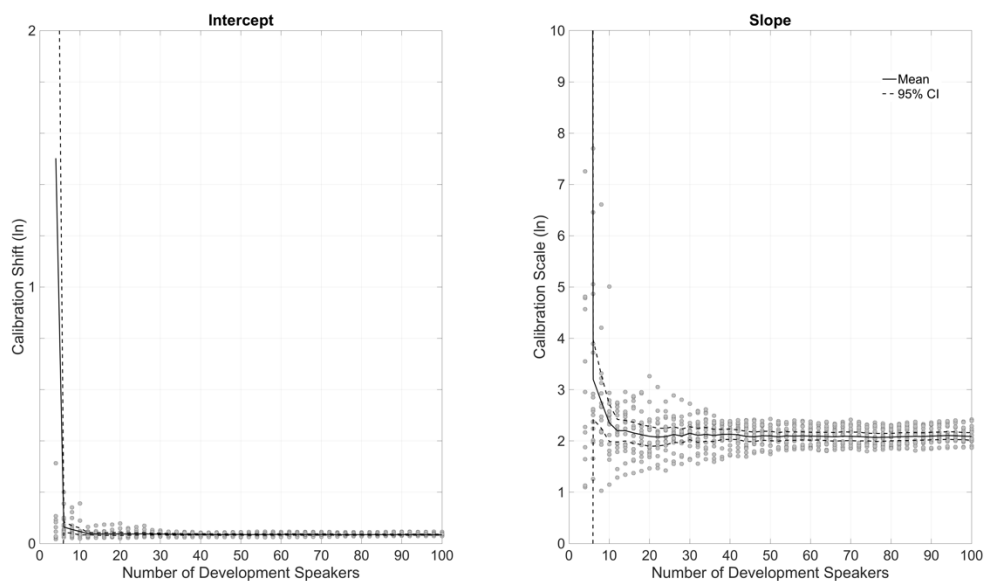 Intercept
2
1
0
Calibration Shift (ln)
0 10 20 30 40 50 60 70 80 90 100
Number of Development Speakers
Slope
10
9
8
7
6
5
4
3
2
1
0
Calibration Scale (ln)
Mean
95% CI
0 10 20 30 40 50 60 70 80 90 100
Number of Development Speakers